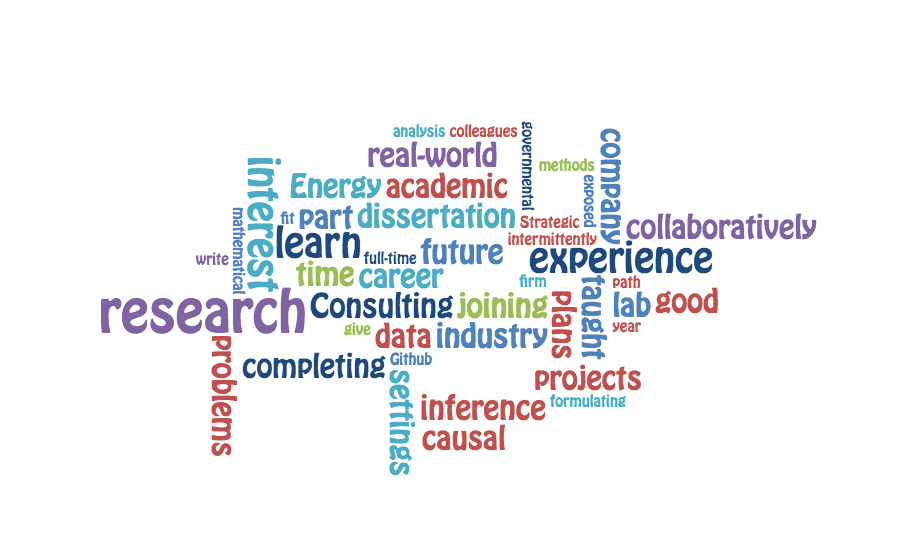 analysis colleagues
governmental
real-world
methods
company
interest
Energy academic
exposed
mathematical
fit part dissertation Strategic
collaboratively
learn
intermittently
write
full-time future
experience
time career
firm
path
taught
research
Consulting joining
plans
lab good
give data industry
year
problems
completing Github
settings
projects
inference formulating
causal